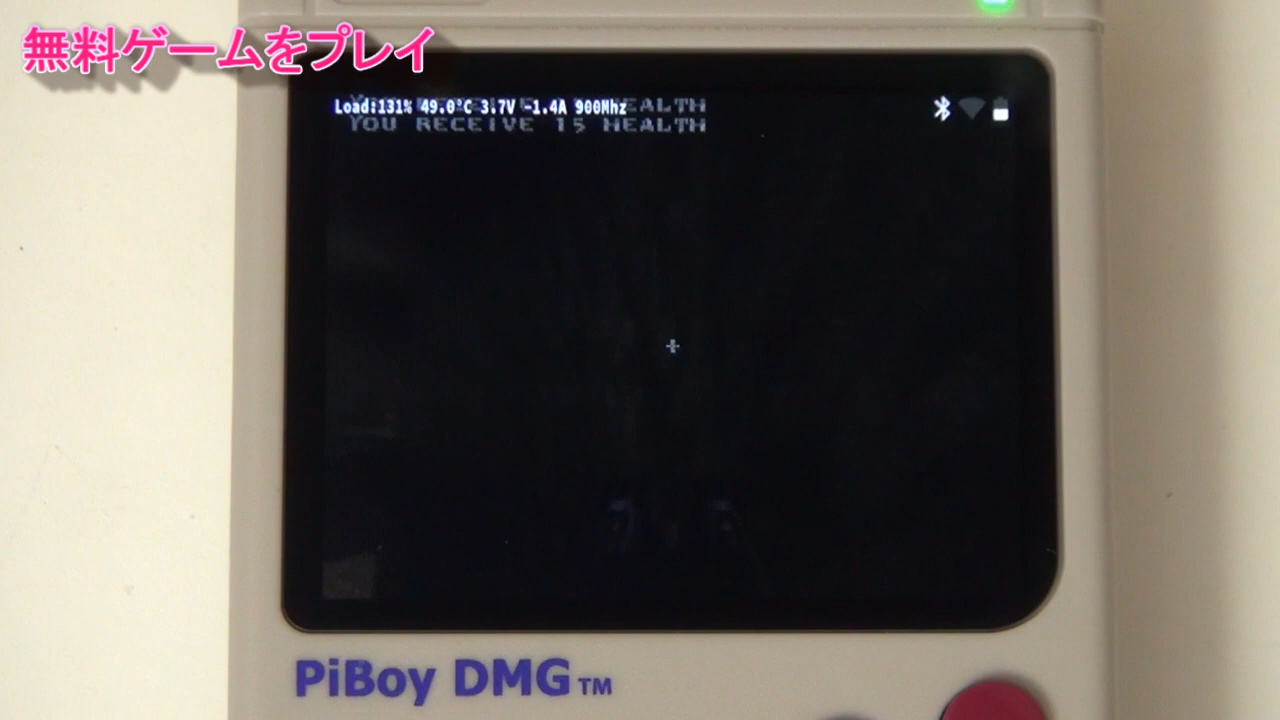 無料ゲームをプレイ
Load:131% 49.0°C 3.7V -1.4A 900Mhz
HEALTH
YOU RECEIVE 15 HEALTH
PiBoy DMG™